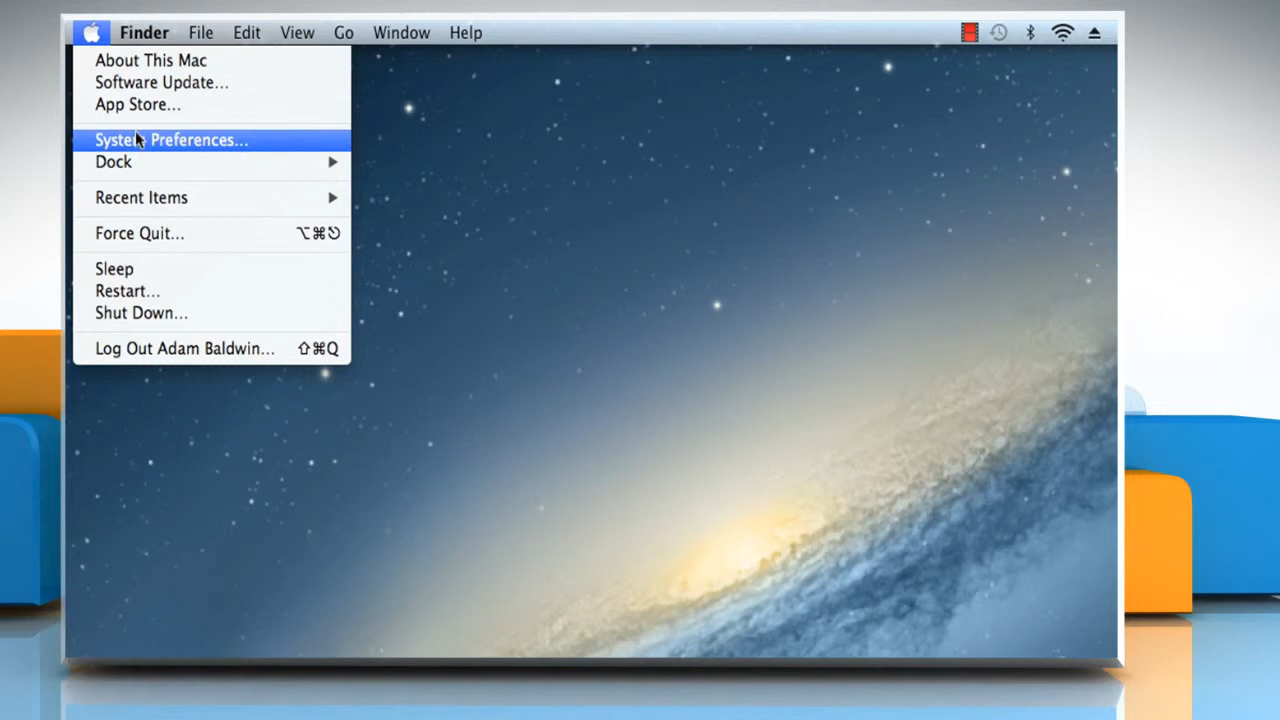 Finder File Edit View Go Window Help
About This Mac
Software Update...
App Store...
System Preferences...
Dock
Recent Items
Force Quit... ⌥⌘⎋
Sleep
Restart...
Shut Down...
Log Out Adam Baldwin... ⇧⌘Q